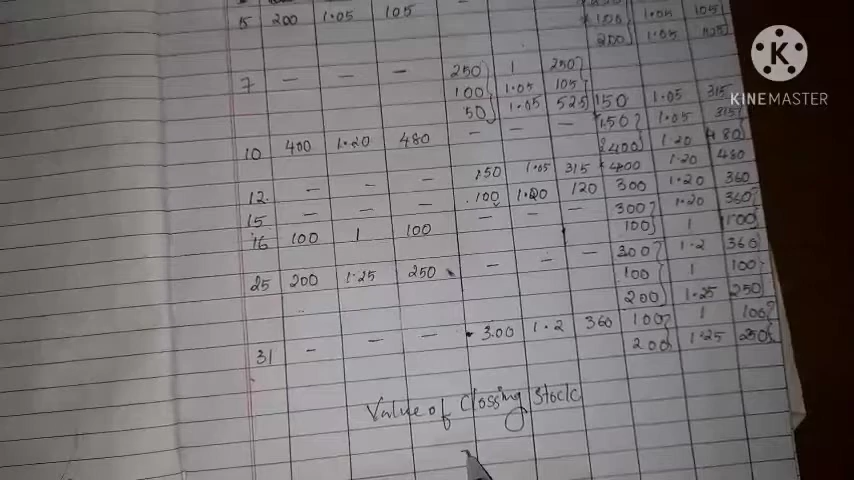 5 200 1.05 105 - 100 1.05 105
200 1.05
7 - - - 250 1 250
100 1.05 105
50 1.05 52.5 150 1.05 315
10 400 1.20 480 - - - 150 1.05 315
400 1.20 480
12. - - - 150 1.05 315 400 1.20 480
15 - - - 100 1.20 120 300 1.20 360
16 100 1 100 - - - 300 1.20 360
100 1 100
25 200 1.25 250 - - - 300 1.2 360
100 1 100
200 1.25 250
31 - - - 300 1.2 360 100 1 100
200 1.25 250
Value of Clossing Stock
K
KINEMASTER